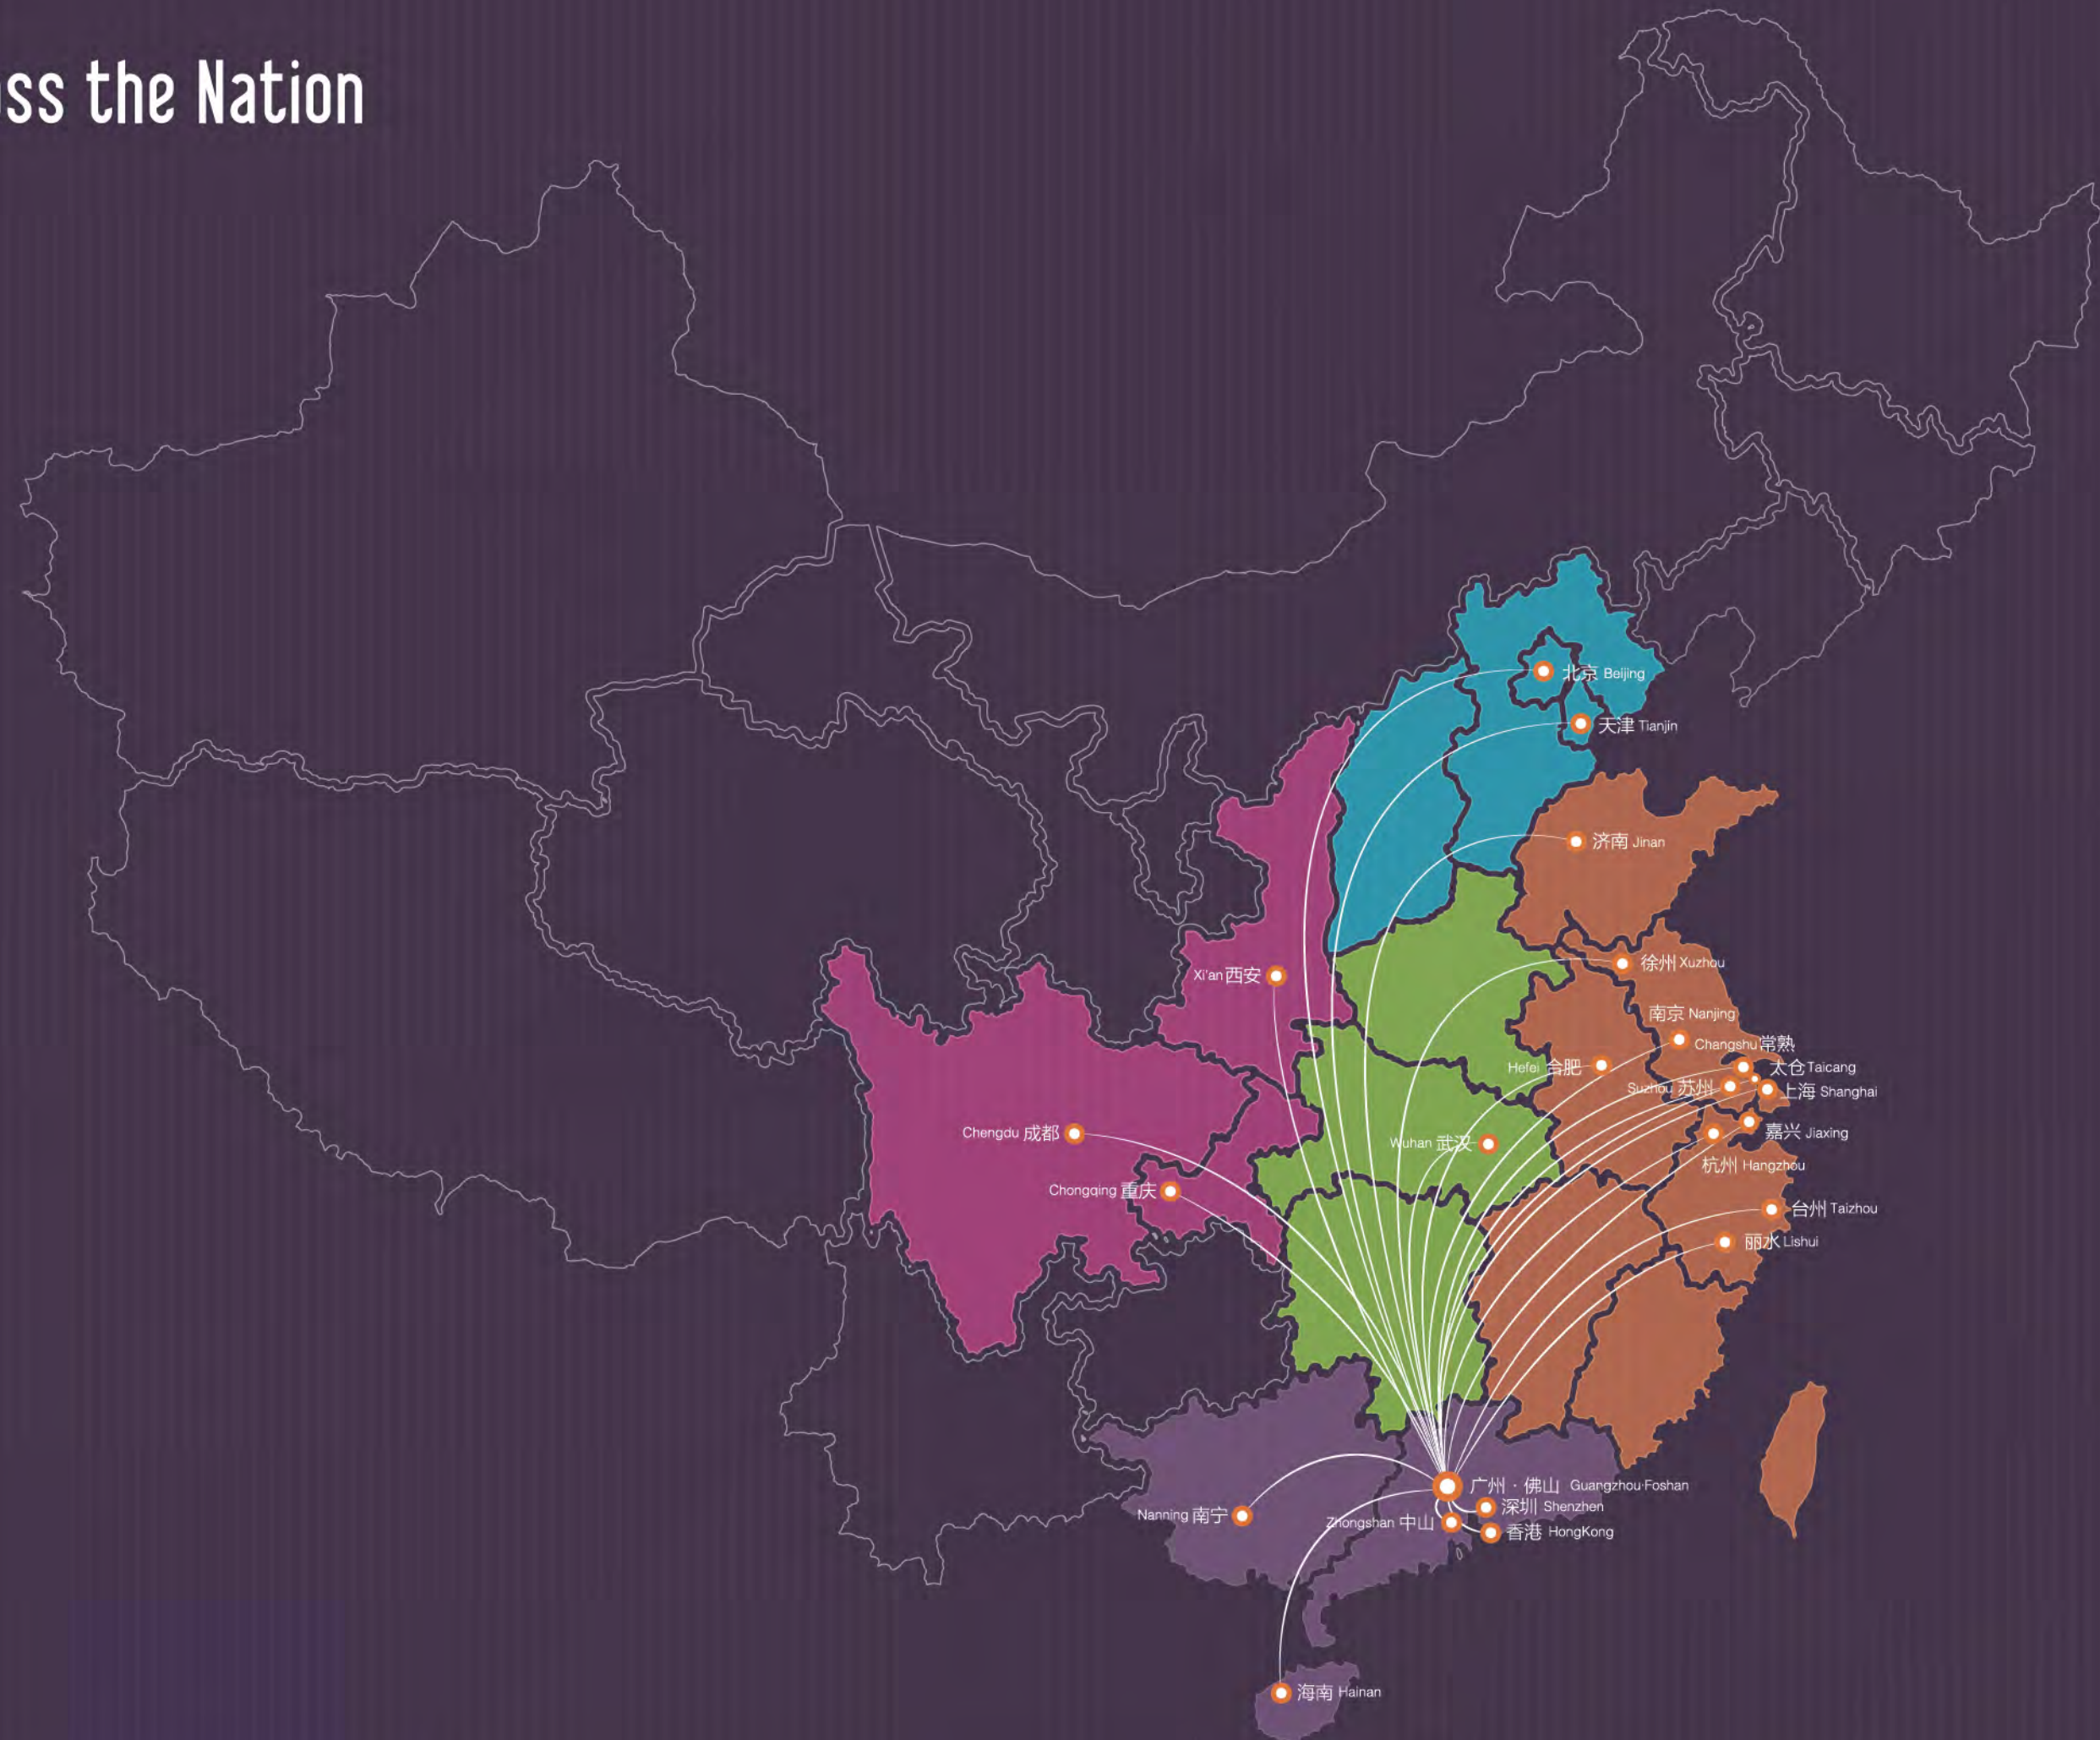 ss the Nation
北京 Beijing
天津 Tianjin
济南 Jinan
徐州 Xuzhou
Xi'an 西安
南京 Nanjing
Changshu 常熟
Hefei 合肥
太仓 Taicang
Suzhou 苏州
上海 Shanghai
Chengdu 成都
Wuhan 武汉
嘉兴 Jiaxing
杭州 Hangzhou
Chongqing 重庆
台州 Taizhou
丽水 Lishui
广州 · 佛山 Guangzhou·Foshan
深圳 Shenzhen
Nanning 南宁
Zhongshan 中山
香港 HongKong
海南 Hainan